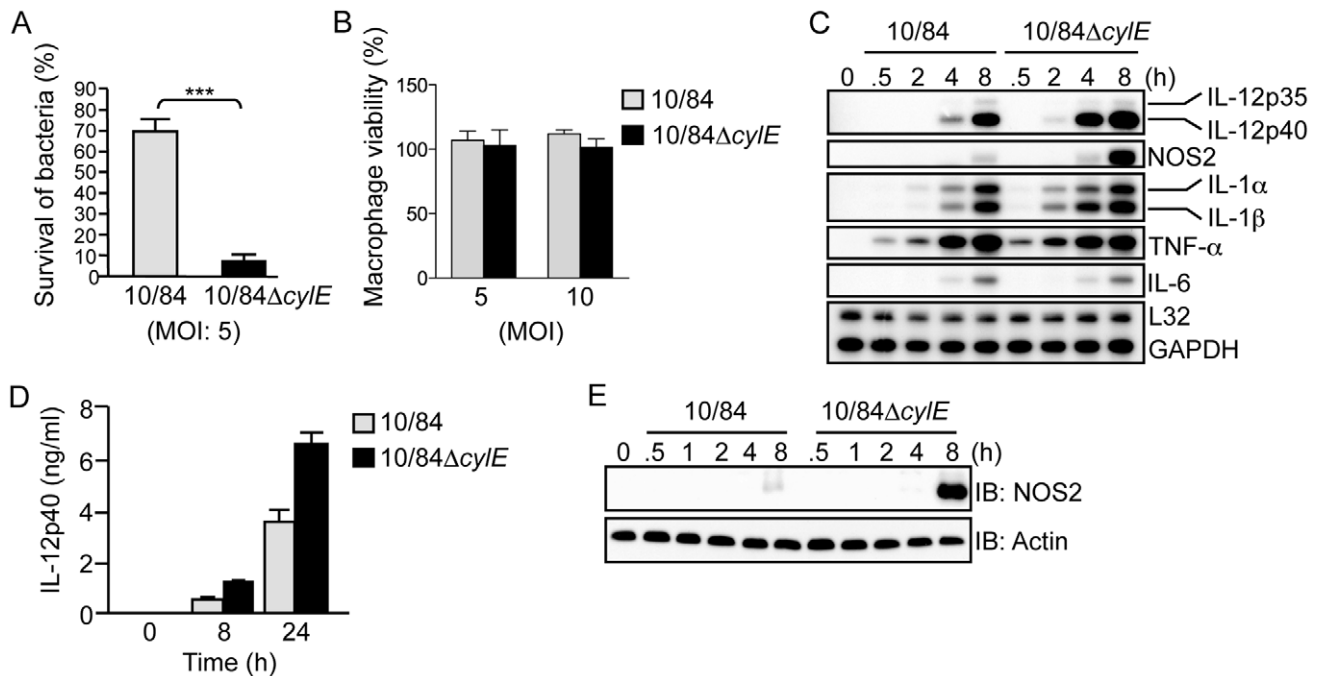 A
Survival of bacteria (%)
90
80
70
60
50
40
30
20
10
0
***
10/84 10/84ΔcylE
(MOI: 5)
B
Macrophage viability (%)
150
100
50
0
5 10
(MOI)
10/84
10/84ΔcylE
C
10/84 10/84ΔcylE
0 .5 2 4 8 .5 2 4 8 (h)
IL-12p35
IL-12p40
NOS2
IL-1α
IL-1β
TNF-α
IL-6
L32
GAPDH
D
IL-12p40 (ng/ml)
8
6
4
2
0
0 8 24
Time (h)
10/84
10/84ΔcylE
E
10/84 10/84ΔcylE
0 .5 1 2 4 8 .5 1 2 4 8 (h)
IB: NOS2
IB: Actin